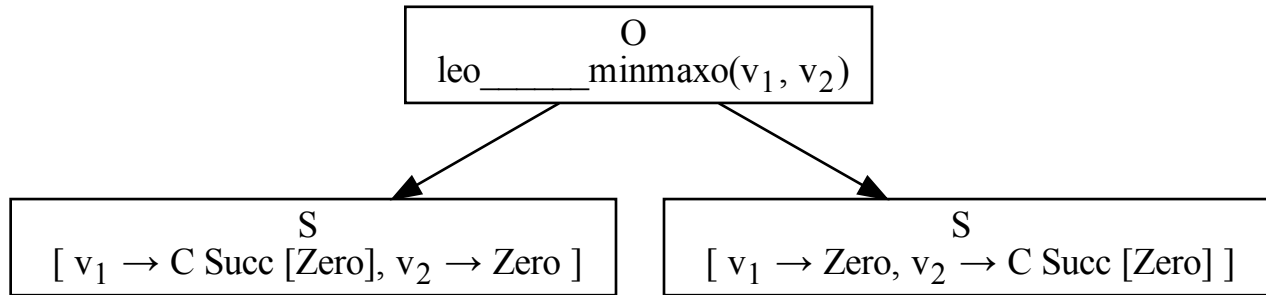 O
leo______minmaxo(v₁, v₂)
S
[ v₁ → C Succ [Zero], v₂ → Zero ]
S
[ v₁ → Zero, v₂ → C Succ [Zero] ]